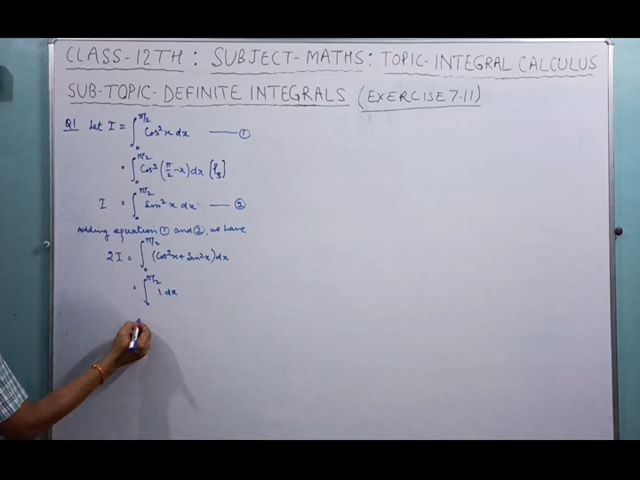 CLASS-12TH : SUBJECT-MATHS : TOPIC-INTEGRAL CALCULUS
SUB-TOPIC-DEFINITE INTEGRALS (EXERCISE 7.11)
Q1 Let I = ∫₀^{π/2} Cos²x dx —— ①
= ∫₀^{π/2} Cos² (π/2 - x) dx {P₃}
I = ∫₀^{π/2} Sin²x dx —— ②
Adding equation ① and ②, we have
2I = ∫₀^{π/2} (Cos²x + Sin²x) dx
= ∫₀^{π/2} 1. dx